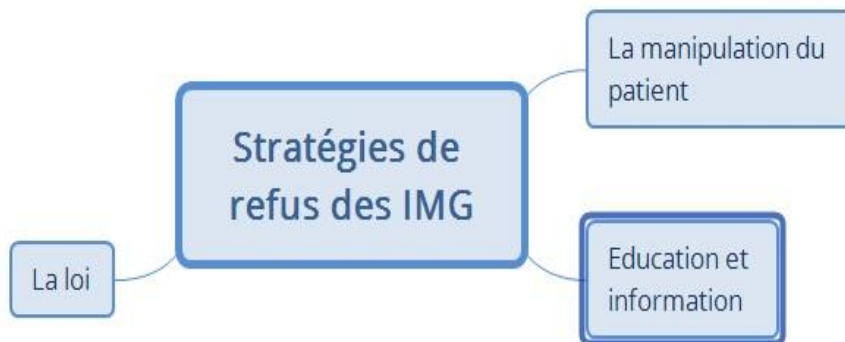 La manipulation du
patient
Stratégies de
refus des IMG
La loi
Education et
information